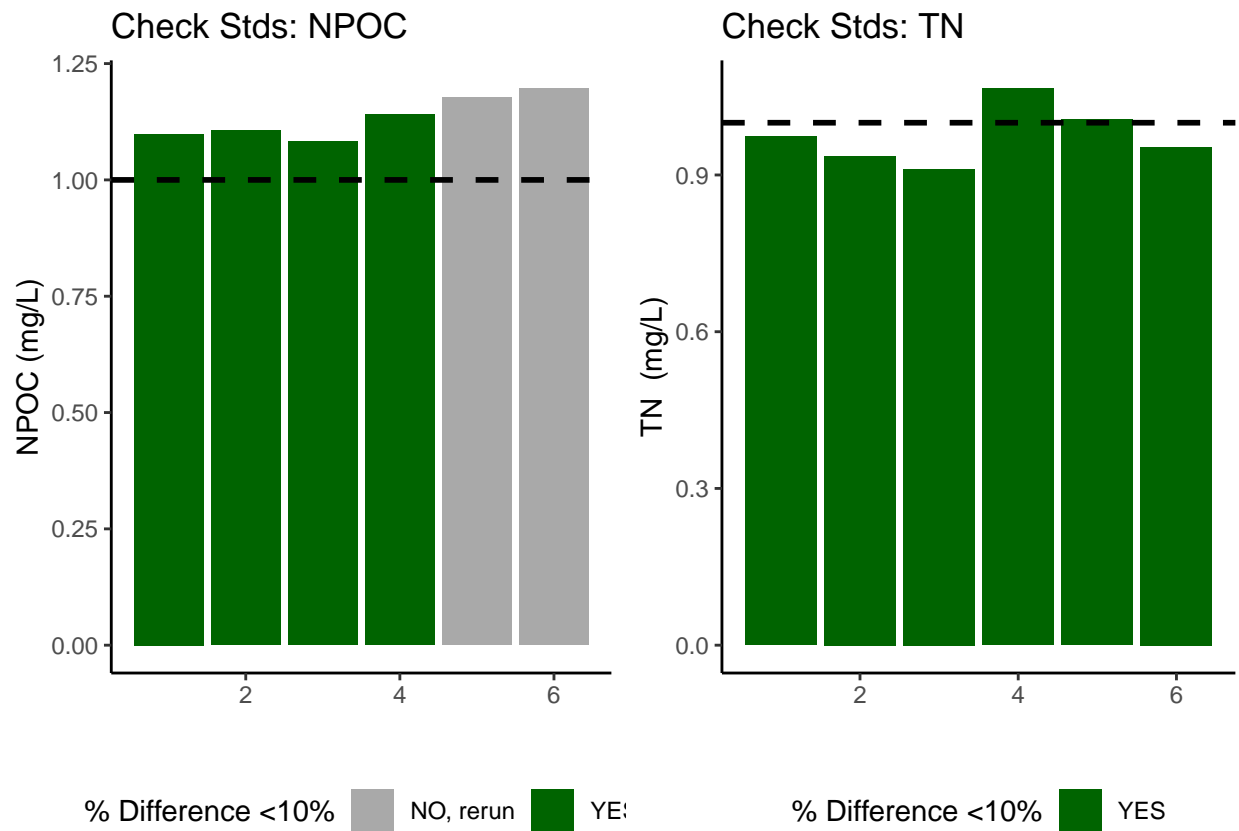 Check Stds: NPOC
1.25
1.00
0.75
0.50
0.25
0.00
NPOC (mg/L)
2 4 6
% Difference <10% NO, rerun YES
Check Stds: TN
0.9
0.6
0.3
0.0
TN (mg/L)
2 4 6
% Difference <10% YES